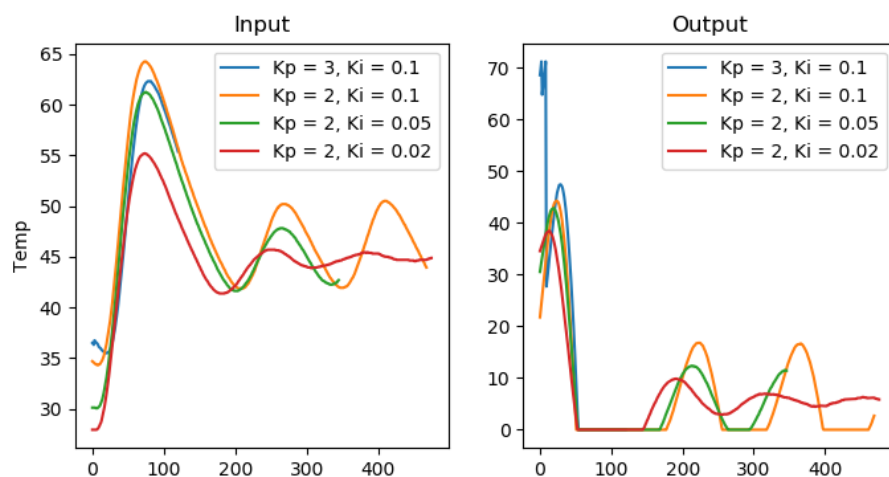 Input
Temp
65
60
55
50
45
40
35
30
0
100
200
300
400
Kp = 3, Ki = 0.1
Kp = 2, Ki = 0.1
Kp = 2, Ki = 0.05
Kp = 2, Ki = 0.02
Output
70
60
50
40
30
20
10
0
0
100
200
300
400
Kp = 3, Ki = 0.1
Kp = 2, Ki = 0.1
Kp = 2, Ki = 0.05
Kp = 2, Ki = 0.02